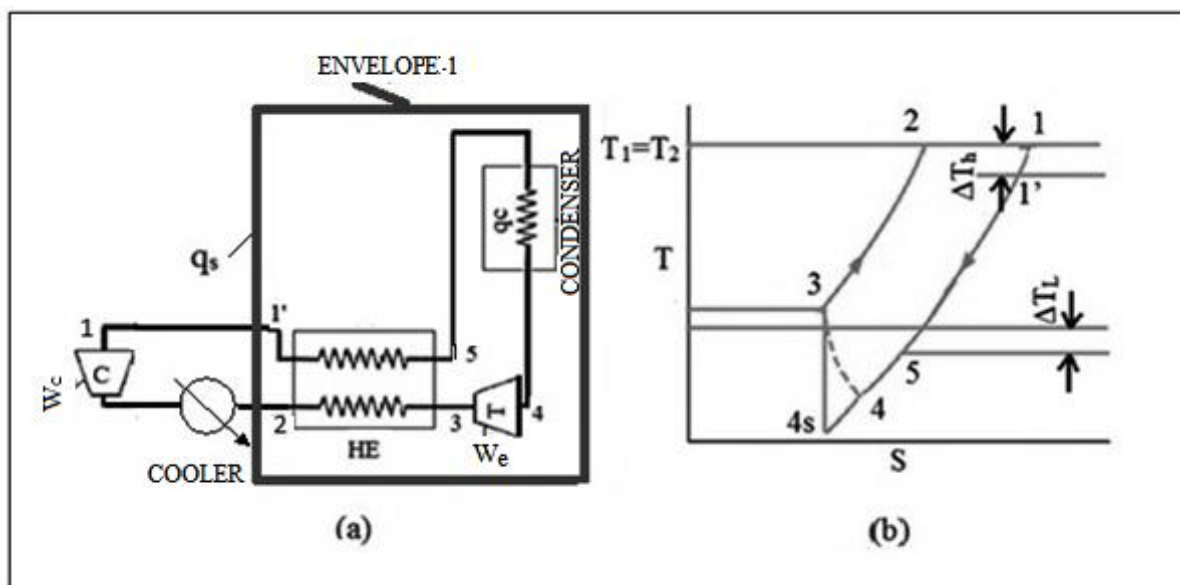 ENVELOPE-1
CONDENSER
qc
qs
1
1'
5
C
Wc
T
4
2
3
HE
We
COOLER
(a)
2
1
T1=T2
ΔTh
1'
T
3
ΔTL
5
4
4s
S
(b)